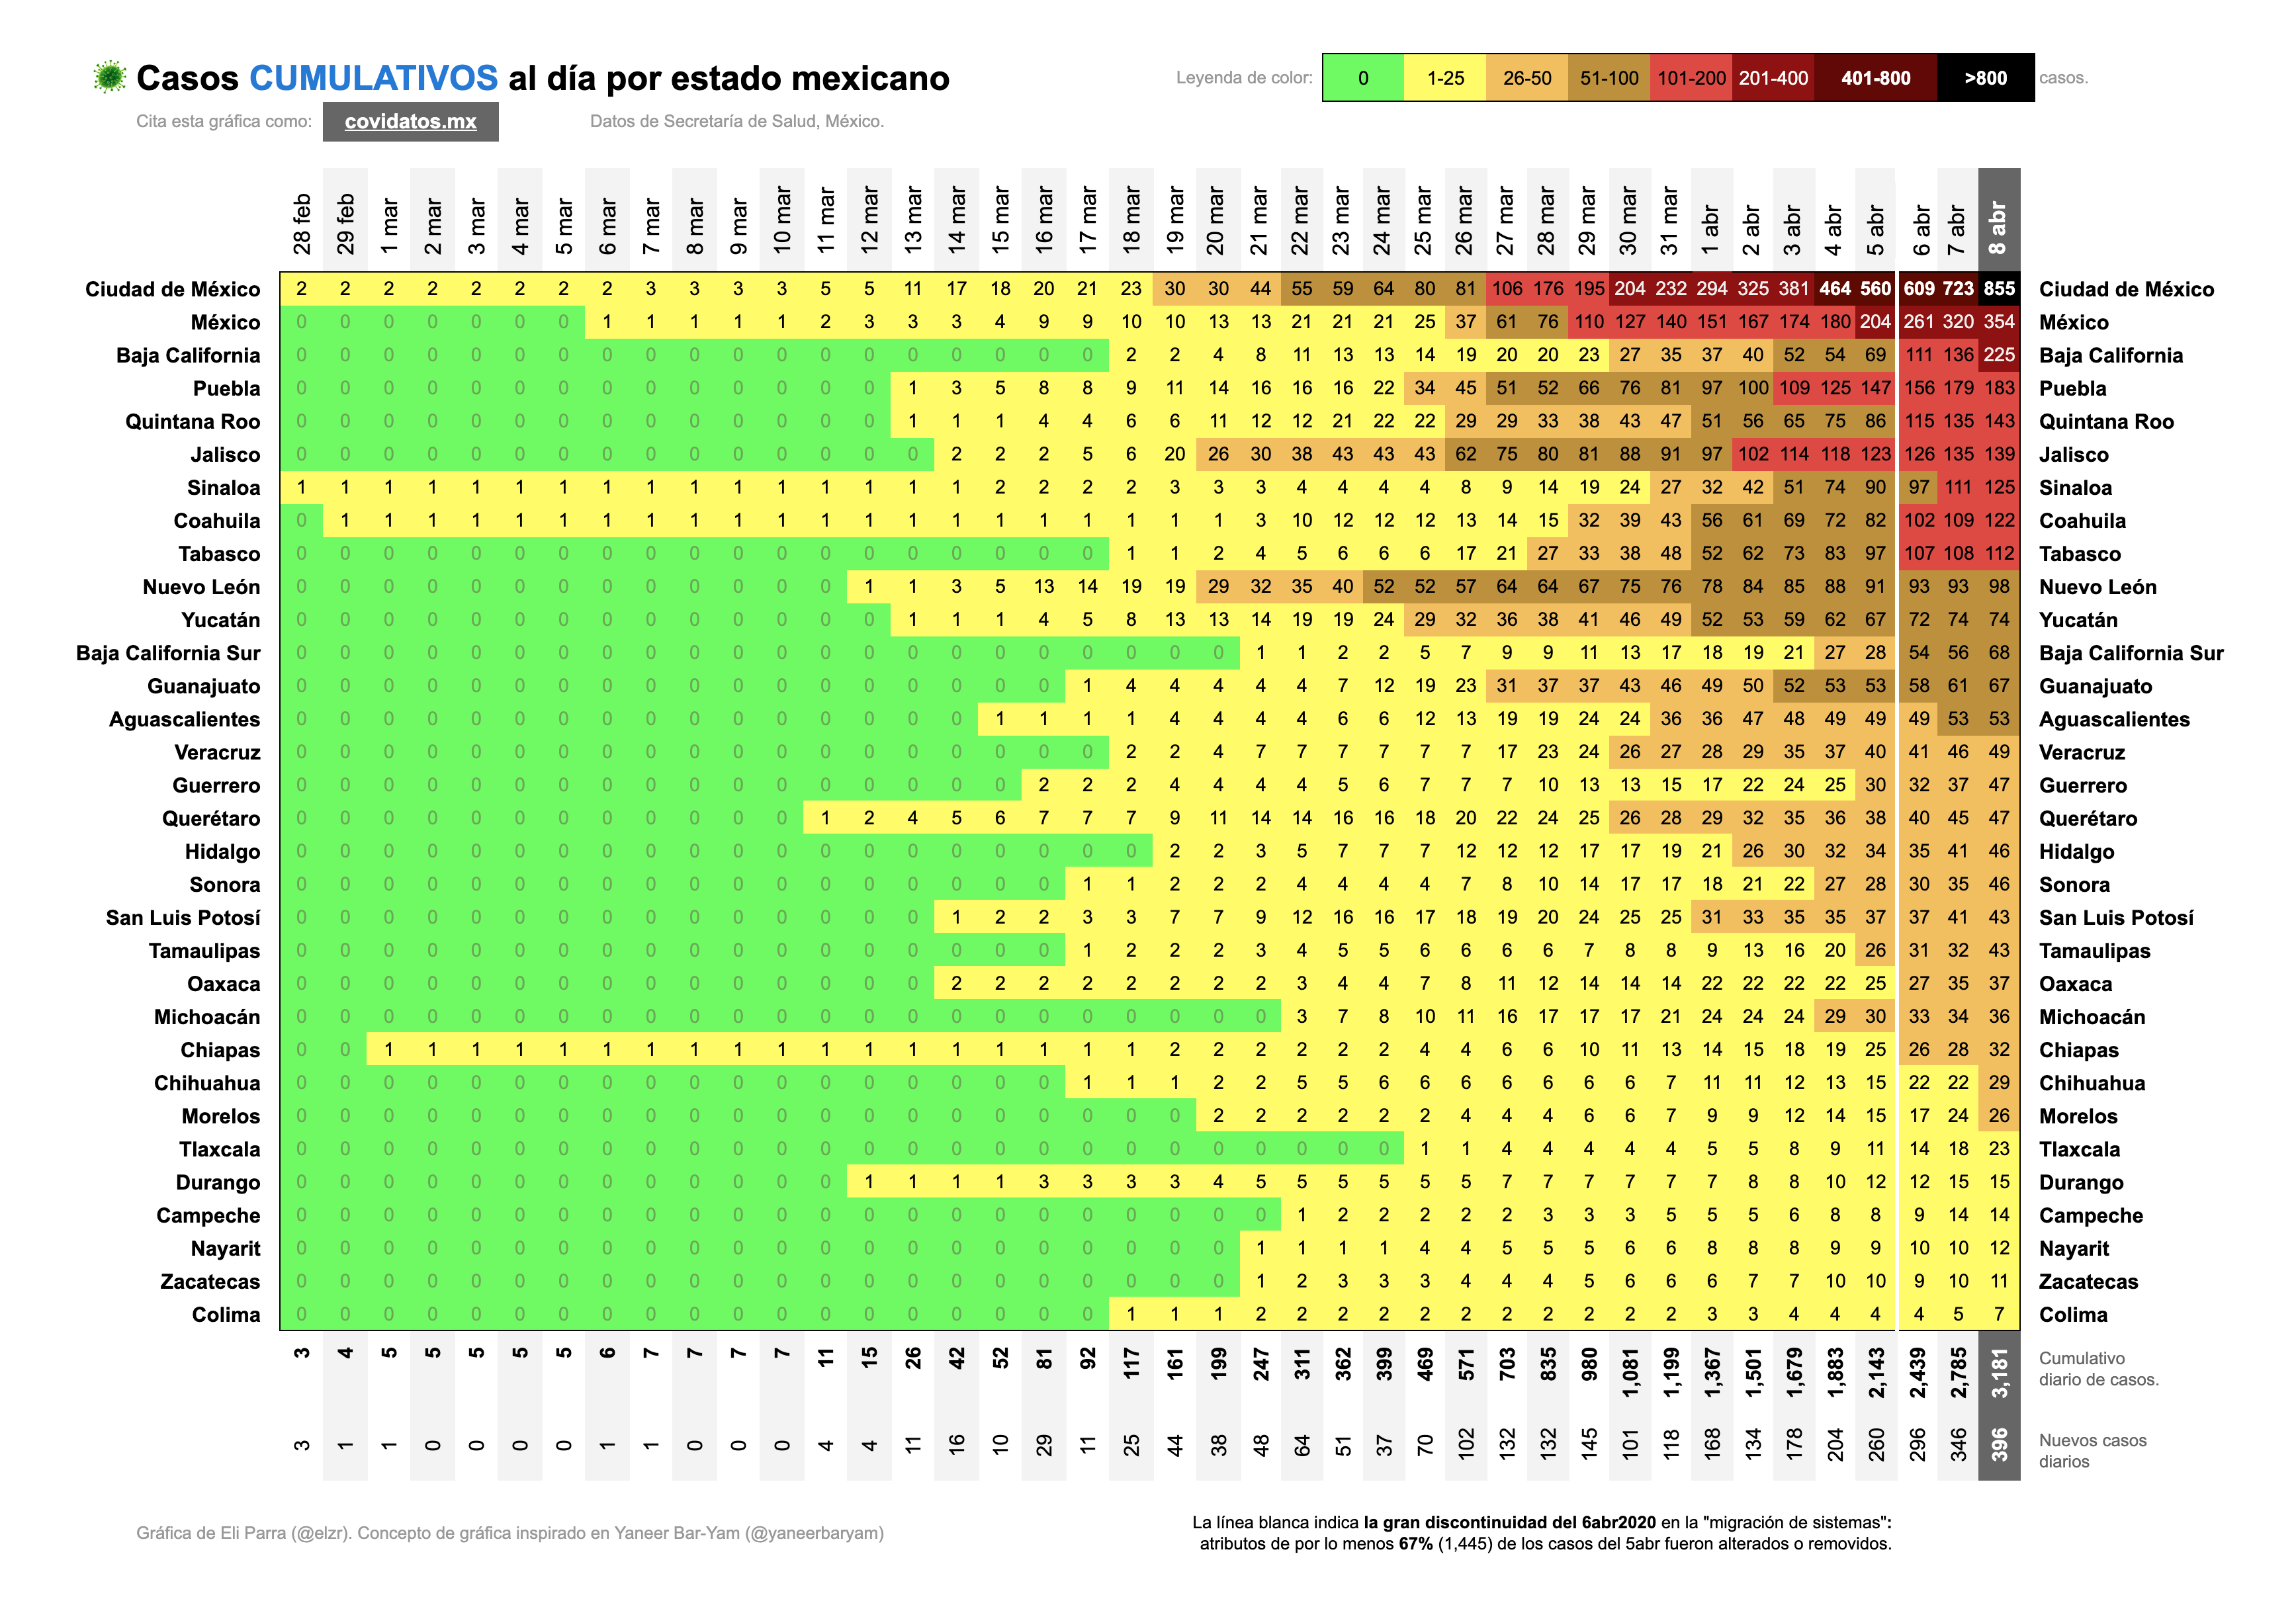 Casos CUMULATIVOS al día por estado mexicano
Leyenda de color: 0 1-25 26-50 51-100 101-200 201-400 401-800 >800 casos.
Cita esta gráfica como: covidatos.mx Datos de Secretaría de Salud, México.
28 feb 29 feb 1 mar 2 mar 3 mar 4 mar 5 mar 6 mar 7 mar 8 mar 9 mar 10 mar 11 mar 12 mar 13 mar 14 mar 15 mar 16 mar 17 mar 18 mar 19 mar 20 mar 21 mar 22 mar 23 mar 24 mar 25 mar 26 mar 27 mar 28 mar 29 mar 30 mar 31 mar 1 abr 2 abr 3 abr 4 abr 5 abr 6 abr 7 abr 8 abr
Ciudad de México 2 2 2 2 2 2 2 2 3 3 3 3 5 5 11 17 18 20 21 23 30 30 44 55 59 64 80 81 106 176 195 204 232 294 325 381 464 560 609 723 855 Ciudad de México
México 0 0 0 0 0 0 0 1 1 1 1 1 2 3 3 3 4 9 9 10 10 13 13 21 21 21 25 37 61 76 110 127 140 151 167 174 180 204 261 320 354 México
Baja California 0 0 0 0 0 0 0 0 0 0 0 0 0 0 0 0 0 0 0 2 2 4 8 11 13 13 14 19 20 20 23 27 35 37 40 52 54 69 111 136 225 Baja California
Puebla 0 0 0 0 0 0 0 0 0 0 0 0 0 0 1 3 5 8 8 9 11 14 16 16 16 22 34 45 51 52 66 76 81 97 100 109 125 147 156 179 183 Puebla
Quintana Roo 0 0 0 0 0 0 0 0 0 0 0 0 0 0 1 1 1 4 4 6 6 11 12 12 21 22 22 29 29 33 38 43 47 51 56 65 75 86 115 135 143 Quintana Roo
Jalisco 0 0 0 0 0 0 0 0 0 0 0 0 0 0 0 2 2 2 5 6 20 26 30 38 43 43 43 62 75 80 81 88 91 97 102 114 118 123 126 135 139 Jalisco
Sinaloa 1 1 1 1 1 1 1 1 1 1 1 1 1 1 1 1 2 2 2 2 3 3 3 4 4 4 4 8 9 14 19 24 27 32 42 51 74 90 97 111 125 Sinaloa
Coahuila 0 1 1 1 1 1 1 1 1 1 1 1 1 1 1 1 1 1 1 1 1 1 3 10 12 12 12 13 14 15 32 39 43 56 61 69 72 82 102 109 122 Coahuila
Tabasco 0 0 0 0 0 0 0 0 0 0 0 0 0 0 0 0 0 0 0 1 1 2 4 5 6 6 6 17 21 27 33 38 48 52 62 73 83 97 107 108 112 Tabasco
Nuevo León 0 0 0 0 0 0 0 0 0 0 0 0 0 1 1 3 5 13 14 19 19 29 32 35 40 52 52 57 64 64 67 75 76 78 84 85 88 91 93 93 98 Nuevo León
Yucatán 0 0 0 0 0 0 0 0 0 0 0 0 0 0 1 1 1 4 5 8 13 13 14 19 19 24 29 32 36 38 41 46 49 52 53 59 62 67 72 74 74 Yucatán
Baja California Sur 0 0 0 0 0 0 0 0 0 0 0 0 0 0 0 0 0 0 0 0 0 0 1 1 2 2 5 7 9 9 11 13 17 18 19 21 27 28 54 56 68 Baja California Sur
Guanajuato 0 0 0 0 0 0 0 0 0 0 0 0 0 0 0 0 0 0 1 4 4 4 4 4 7 12 19 23 31 37 37 43 46 49 50 52 53 53 58 61 67 Guanajuato
Aguascalientes 0 0 0 0 0 0 0 0 0 0 0 0 0 0 0 0 1 1 1 1 4 4 4 4 6 6 12 13 19 19 24 24 36 36 47 48 49 49 49 53 53 Aguascalientes
Veracruz 0 0 0 0 0 0 0 0 0 0 0 0 0 0 0 0 0 0 0 2 2 4 7 7 7 7 7 7 17 23 24 26 27 28 29 35 37 40 41 46 49 Veracruz
Guerrero 0 0 0 0 0 0 0 0 0 0 0 0 0 0 0 0 0 2 2 2 4 4 4 4 5 6 7 7 7 10 13 13 15 17 22 24 25 30 32 37 47 Guerrero
Querétaro 0 0 0 0 0 0 0 0 0 0 0 0 1 2 4 5 6 7 7 7 9 11 14 14 16 16 18 20 22 24 25 26 28 29 32 35 36 38 40 45 47 Querétaro
Hidalgo 0 0 0 0 0 0 0 0 0 0 0 0 0 0 0 0 0 0 0 0 2 2 3 5 7 7 7 12 12 12 17 17 19 21 26 30 32 34 35 41 46 Hidalgo
Sonora 0 0 0 0 0 0 0 0 0 0 0 0 0 0 0 0 0 0 1 1 2 2 2 4 4 4 4 7 8 10 14 17 17 18 21 22 27 28 30 35 46 Sonora
San Luis Potosí 0 0 0 0 0 0 0 0 0 0 0 0 0 0 0 1 2 2 3 3 7 7 9 12 16 16 17 18 19 20 24 25 25 31 33 35 35 37 37 41 43 San Luis Potosí
Tamaulipas 0 0 0 0 0 0 0 0 0 0 0 0 0 0 0 0 0 0 1 2 2 2 3 4 5 5 6 6 6 6 7 8 8 9 13 16 20 26 31 32 43 Tamaulipas
Oaxaca 0 0 0 0 0 0 0 0 0 0 0 0 0 0 0 2 2 2 2 2 2 2 2 3 4 4 7 8 11 12 14 14 14 22 22 22 22 25 27 35 37 Oaxaca
Michoacán 0 0 0 0 0 0 0 0 0 0 0 0 0 0 0 0 0 0 0 0 0 0 0 3 7 8 10 11 16 17 17 17 21 24 24 24 29 30 33 34 36 Michoacán
Chiapas 0 0 1 1 1 1 1 1 1 1 1 1 1 1 1 1 1 1 1 1 2 2 2 2 2 2 4 4 6 6 10 11 13 14 15 18 19 25 26 28 32 Chiapas
Chihuahua 0 0 0 0 0 0 0 0 0 0 0 0 0 0 0 0 0 0 1 1 1 2 2 5 5 6 6 6 6 6 6 6 7 11 11 12 13 15 22 22 29 Chihuahua
Morelos 0 0 0 0 0 0 0 0 0 0 0 0 0 0 0 0 0 0 0 0 0 2 2 2 2 2 2 4 4 4 6 6 7 9 9 12 14 15 17 24 26 Morelos
Tlaxcala 0 0 0 0 0 0 0 0 0 0 0 0 0 0 0 0 0 0 0 0 0 0 0 0 0 0 1 1 4 4 4 4 4 5 5 8 9 11 14 18 23 Tlaxcala
Durango 0 0 0 0 0 0 0 0 0 0 0 0 0 1 1 1 1 3 3 3 3 4 5 5 5 5 5 5 7 7 7 7 7 7 8 8 10 12 12 15 15 Durango
Campeche 0 0 0 0 0 0 0 0 0 0 0 0 0 0 0 0 0 0 0 0 0 0 0 1 2 2 2 2 2 3 3 3 5 5 5 6 8 8 9 14 14 Campeche
Nayarit 0 0 0 0 0 0 0 0 0 0 0 0 0 0 0 0 0 0 0 0 0 0 1 1 1 1 4 4 5 5 5 6 6 8 8 8 9 9 10 10 12 Nayarit
Zacatecas 0 0 0 0 0 0 0 0 0 0 0 0 0 0 0 0 0 0 0 0 0 0 1 2 3 3 3 4 4 4 5 6 6 6 7 7 10 10 9 10 11 Zacatecas
Colima 0 0 0 0 0 0 0 0 0 0 0 0 0 0 0 0 0 0 0 1 1 1 2 2 2 2 2 2 2 2 2 2 2 3 3 4 4 4 4 5 7 Colima
3 4 5 5 5 5 5 6 7 7 7 7 11 15 26 42 52 81 92 117 161 199 247 311 362 399 469 571 703 835 980 1,081 1,199 1,367 1,501 1,679 1,883 2,143 2,439 2,785 3,181
Cumulativo
diario de casos.
3 1 1 0 0 0 0 1 1 0 0 0 4 4 11 16 10 29 11 25 44 38 48 64 51 37 70 102 132 132 145 101 118 168 134 178 204 260 296 346 396
Nuevos casos
diarios
Gráfica de Eli Parra (@elzr). Concepto de gráfica inspirado en Yaneer Bar-Yam (@yaneerbaryam)
La línea blanca indica la gran discontinuidad del 6abr2020 en la "migración de sistemas":
atributos de por lo menos 67% (1,445) de los casos del 5abr fueron alterados o removidos.